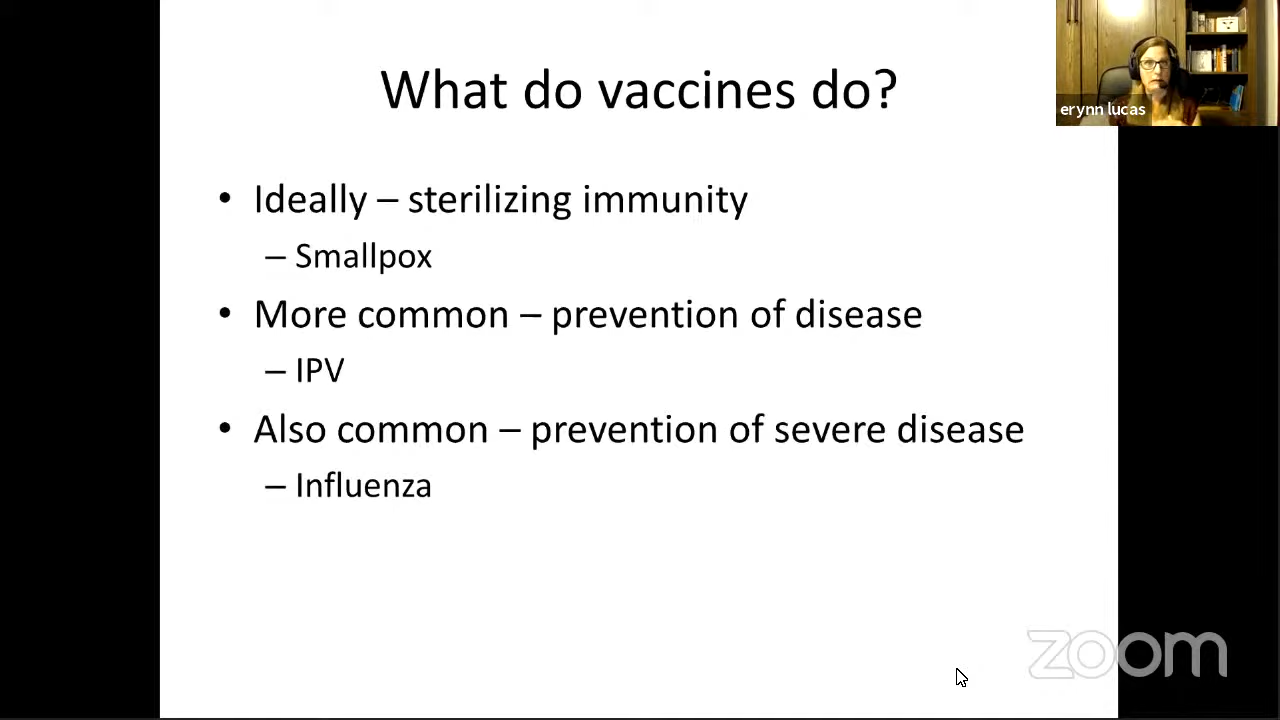 What do vaccines do?
erynn lucas
• Ideally – sterilizing immunity
– Smallpox
• More common – prevention of disease
– IPV
• Also common – prevention of severe disease
– Influenza
zoom